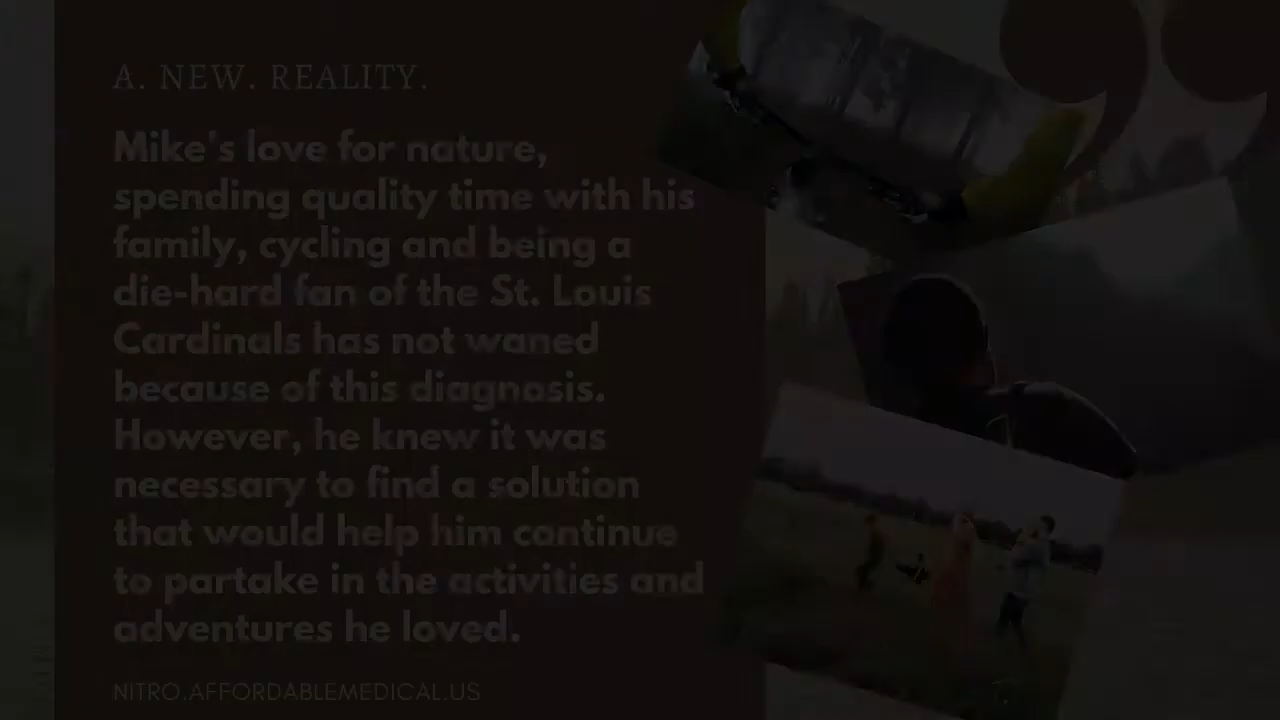 A. NEW. REALITY.
Mike's love for nature,
spending quality time with his
family, cycling and being a
die-hard fan of the St. Louis
Cardinals has not waned
because of this diagnosis.
However, he knew it was
necessary to find a solution
that would help him continue
to partake in the activities and
adventures he loved.
NITRO.AFFORDABLEMEDICAL.US